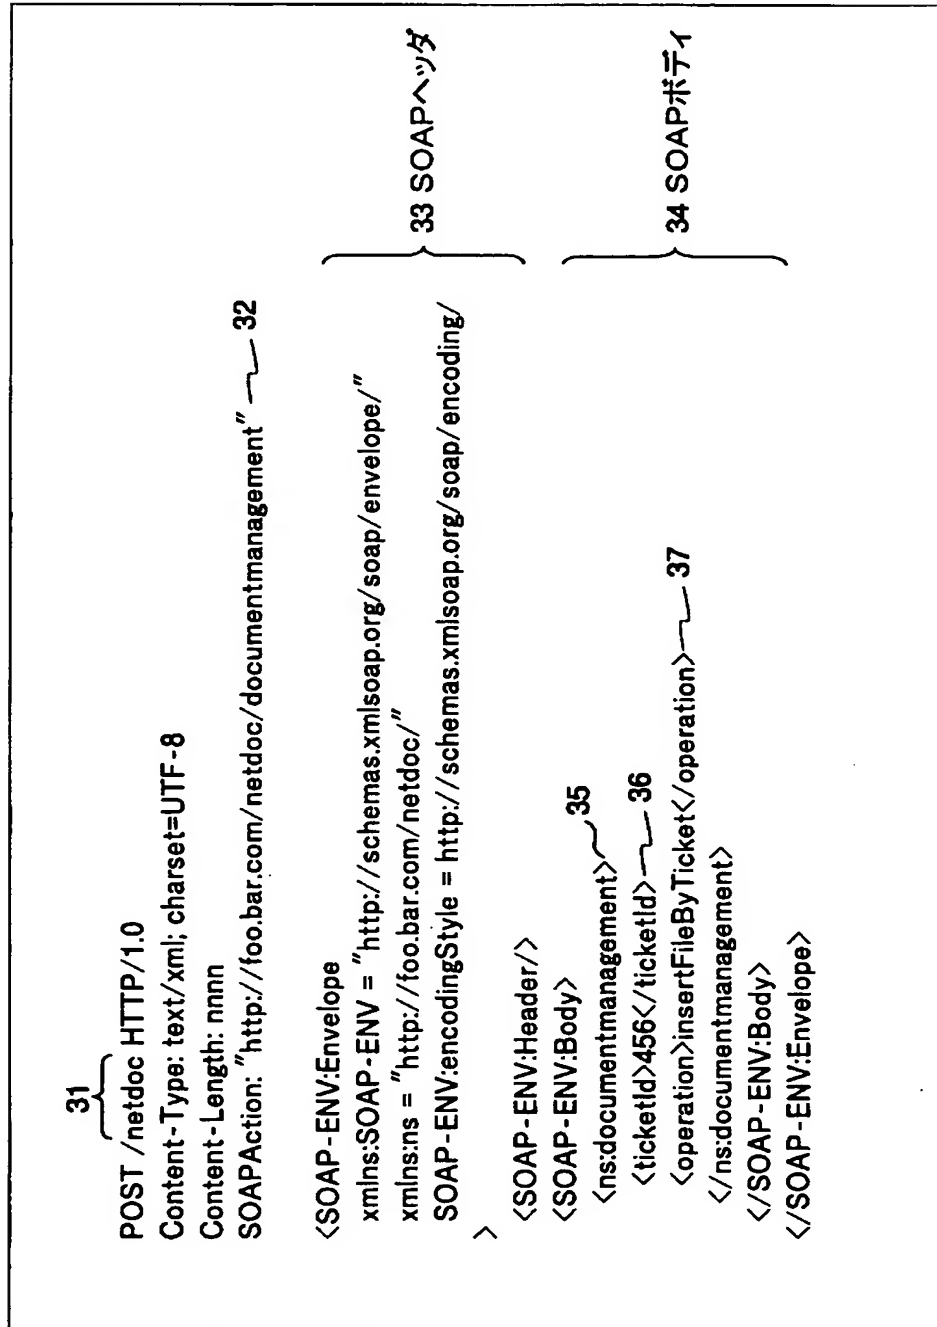 31
POST /netdoc HTTP/1.0
Content-Type: text/xml; charset=UTF-8
Content-Length: nnnn
SOAPAction: "http://foo.bar.com/netdoc/documentmanagement" 32
<SOAP-ENV:Envelope
xmlns:SOAP-ENV = "http://schemas.xmlsoap.org/soap/envelope/"
xmlns:ns = "http://foo.bar.com/netdoc/"
SOAP-ENV:encodingStyle = http://schemas.xmlsoap.org/soap/encoding/
>
33 SOAPヘッダ
<SOAP-ENV:Header/>
<SOAP-ENV:Body>
<ns:documentmanagement> 35
<ticketId>456</ticketId> 36
<operation>insertFileByTicket</operation> 37
</ns:documentmanagement>
</SOAP-ENV:Body>
</SOAP-ENV:Envelope>
34 SOAPボディ